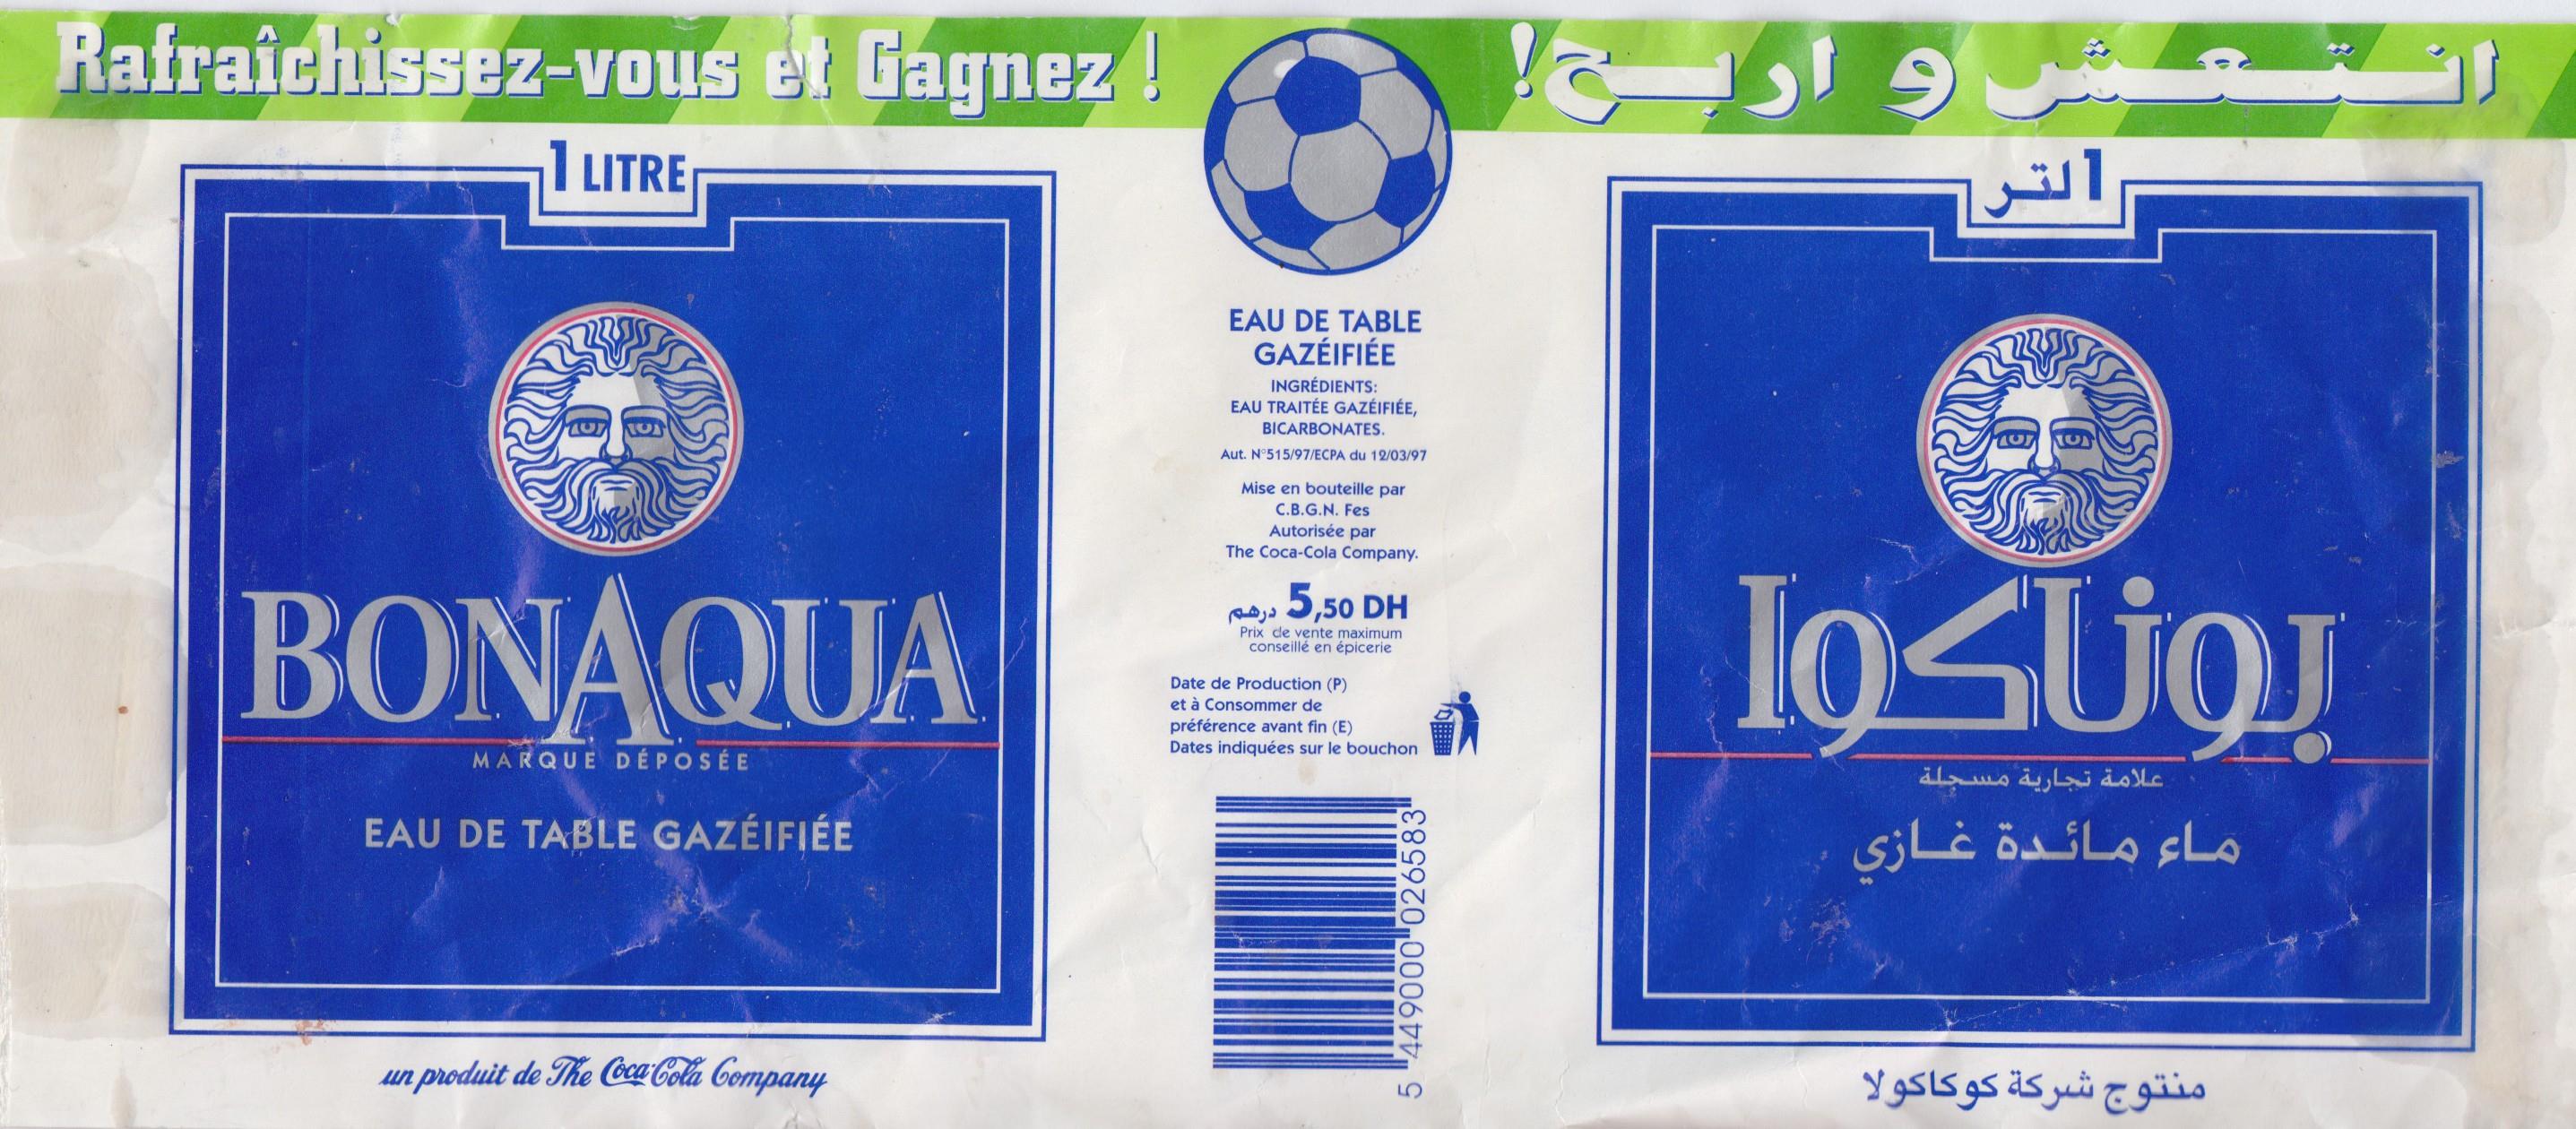 Rafraîchissez-vous et Gagnez !
انتعش و اربح!
1 LITRE
BONAQUA
MARQUE DÉPOSÉE
EAU DE TABLE GAZÉIFIÉE
un produit de The Coca-Cola Company
EAU DE TABLE
GAZÉIFIÉE
INGRÉDIENTS:
EAU TRAITÉE GAZÉIFIÉE,
BICARBONATES.
Aut. N°515/97/ECPA du 12/03/97
Mise en bouteille par
C.B.G.N. Fes
Autorisée par
The Coca-Cola Company.
درهم 5,50 DH
Prix de vente maximum
conseillé en épicerie
Date de Production (P)
et à Consommer de
préférence avant fin (E)
Dates indiquées sur le bouchon
5 449000 026583
1 لتر
بوناكوا
علامة تجارية مسجلة
ماء مائدة غازي
منتوج شركة كوكاكولا